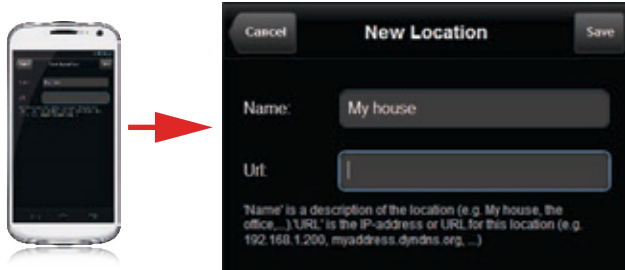 Cancel
New Location
Save
Name:
My house
Url:
'Name' is a description of the location (e.g. My house, the
office,...) 'URL' is the IP-address or URL for this location (e.g.
192.168.1.200, myaddress.dyndns.org, ...)